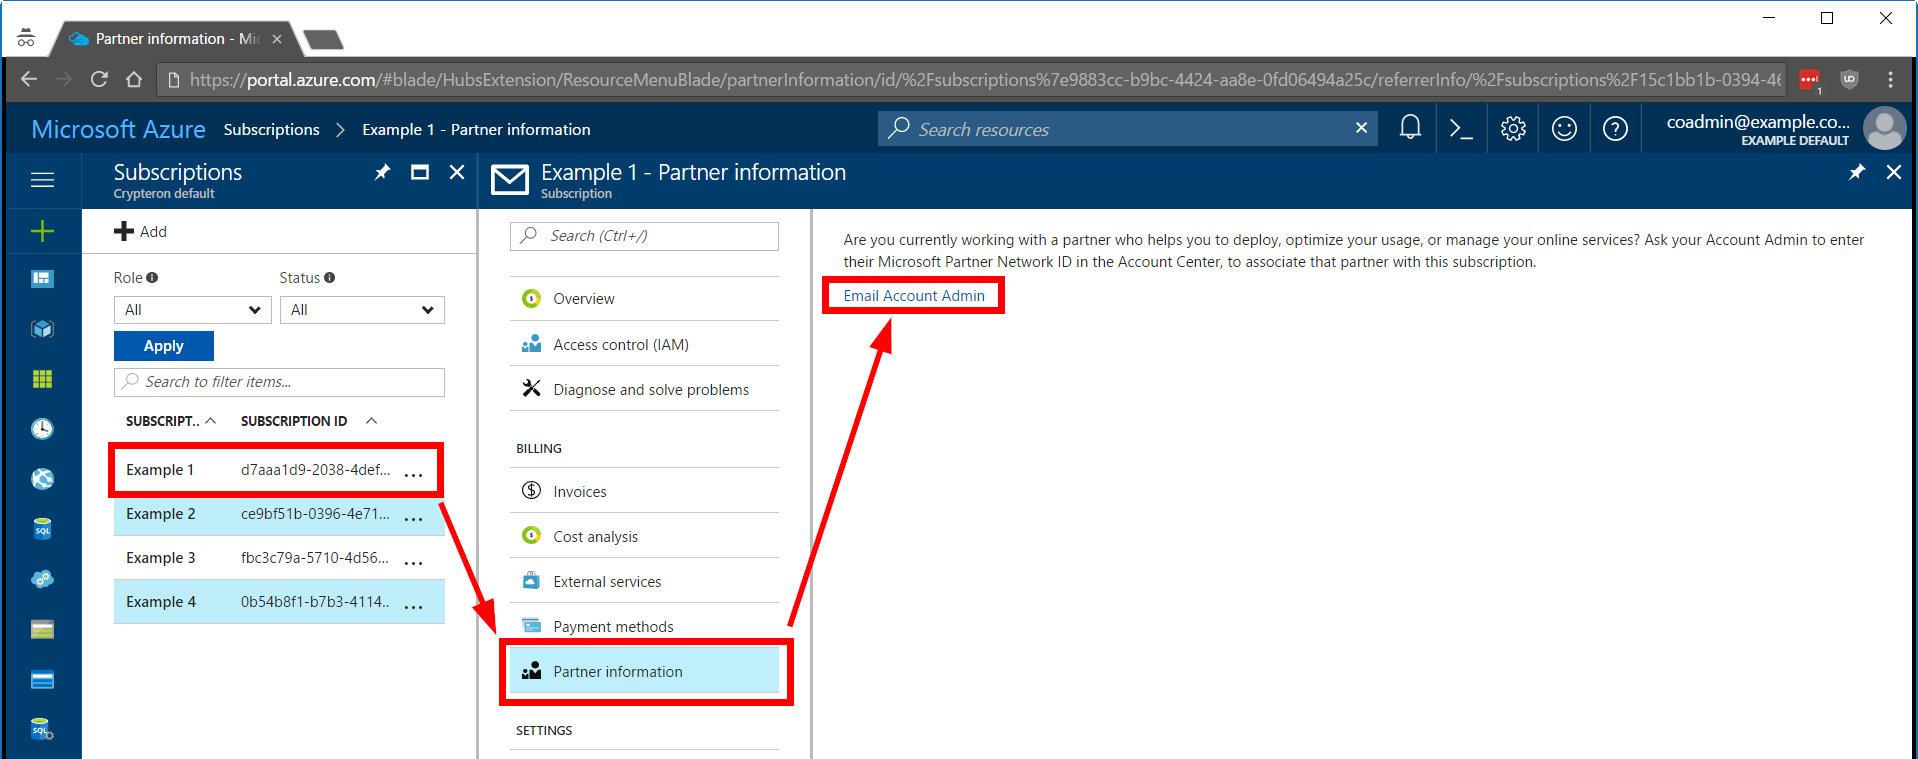 Partner information - Mic
https://portal.azure.com/#blade/HubsExtension/ResourceMenuBlade/partnerInformation/id/%2Fsubscriptions%7e9883cc-b9bc-4424-aa8e-0fd06494a25c/referrerInfo/%2Fsubscriptions%2F15c1bb1b-0394-46
1
Microsoft Azure Subscriptions > Example 1 - Partner information
Search resources
coadmin@example.co...
EXAMPLE DEFAULT
Subscriptions
Crypteron default
Add
Role
Status
All
All
Apply
Search to filter items...
SUBSCRIPT.. SUBSCRIPTION ID
Example 1 d7aaa1d9-2038-4def... ...
Example 2 ce9bf51b-0396-4e71... ...
Example 3 fbc3c79a-5710-4d56... ...
Example 4 0b54b8f1-b7b3-4114.. ...
Example 1 - Partner information
Subscription
Search (Ctrl+/)
Overview
Access control (IAM)
Diagnose and solve problems
BILLING
Invoices
Cost analysis
External services
Payment methods
Partner information
SETTINGS
Are you currently working with a partner who helps you to deploy, optimize your usage, or manage your online services? Ask your Account Admin to enter
their Microsoft Partner Network ID in the Account Center, to associate that partner with this subscription.
Email Account Admin
SQL
SQL